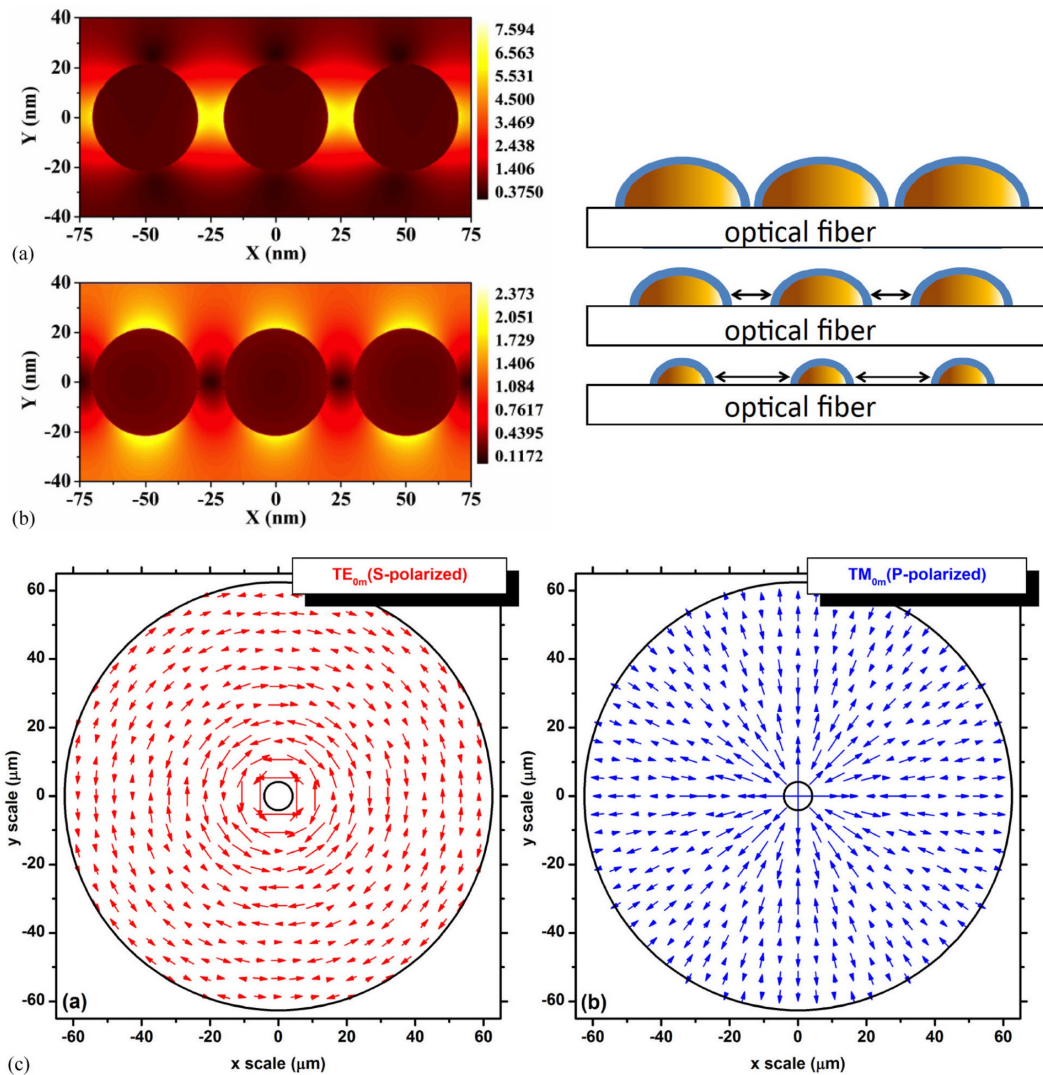 40
20
0
-20
-40
Y (nm)
-75 -50 -25 0 25 50 75
X (nm)
7.594
6.563
5.531
4.500
3.469
2.438
1.406
0.3750
(a)
40
20
0
-20
-40
Y (nm)
-75 -50 -25 0 25 50 75
X (nm)
2.373
2.051
1.729
1.406
1.084
0.7617
0.4395
0.1172
(b)
optical fiber
optical fiber
optical fiber
TE0m(S-polarized)
60
40
20
0
-20
-40
-60
y scale (μm)
(a)
-60 -40 -20 0 20 40 60
x scale (μm)
TM0m(P-polarized)
60
40
20
0
-20
-40
-60
y scale (μm)
(b)
-60 -40 -20 0 20 40 60
x scale (μm)
(c)